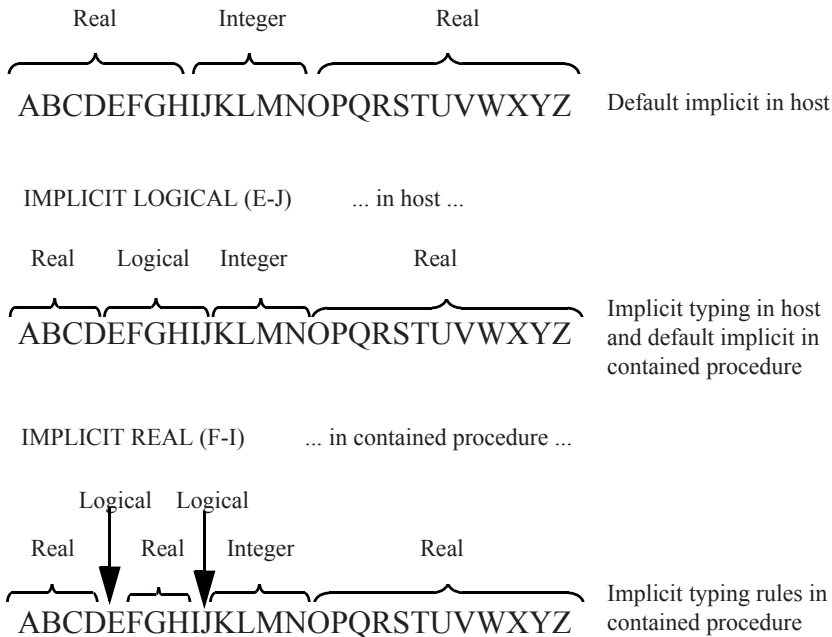 Real Integer Real
ABCDEFGHIJKLMNOPQRSTUVWXYZ Default implicit in host
IMPLICIT LOGICAL (E-J) ... in host ...
Real Logical Integer Real
ABCDEFGHIJKLMNOPQRSTUVWXYZ
Implicit typing in host
and default implicit in
contained procedure
IMPLICIT REAL (F-I) ... in contained procedure ...
Logical Logical
Real Real Integer Real
ABCDEFGHIJKLMNOPQRSTUVWXYZ
Implicit typing rules in
contained procedure